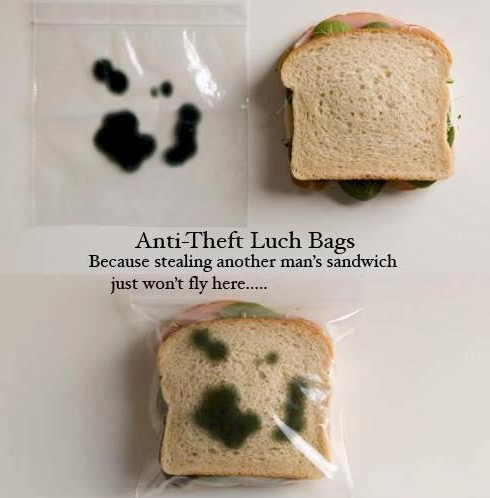 Anti-Theft Luch Bags
Because stealing another man's sandwich
just won't fly here.....